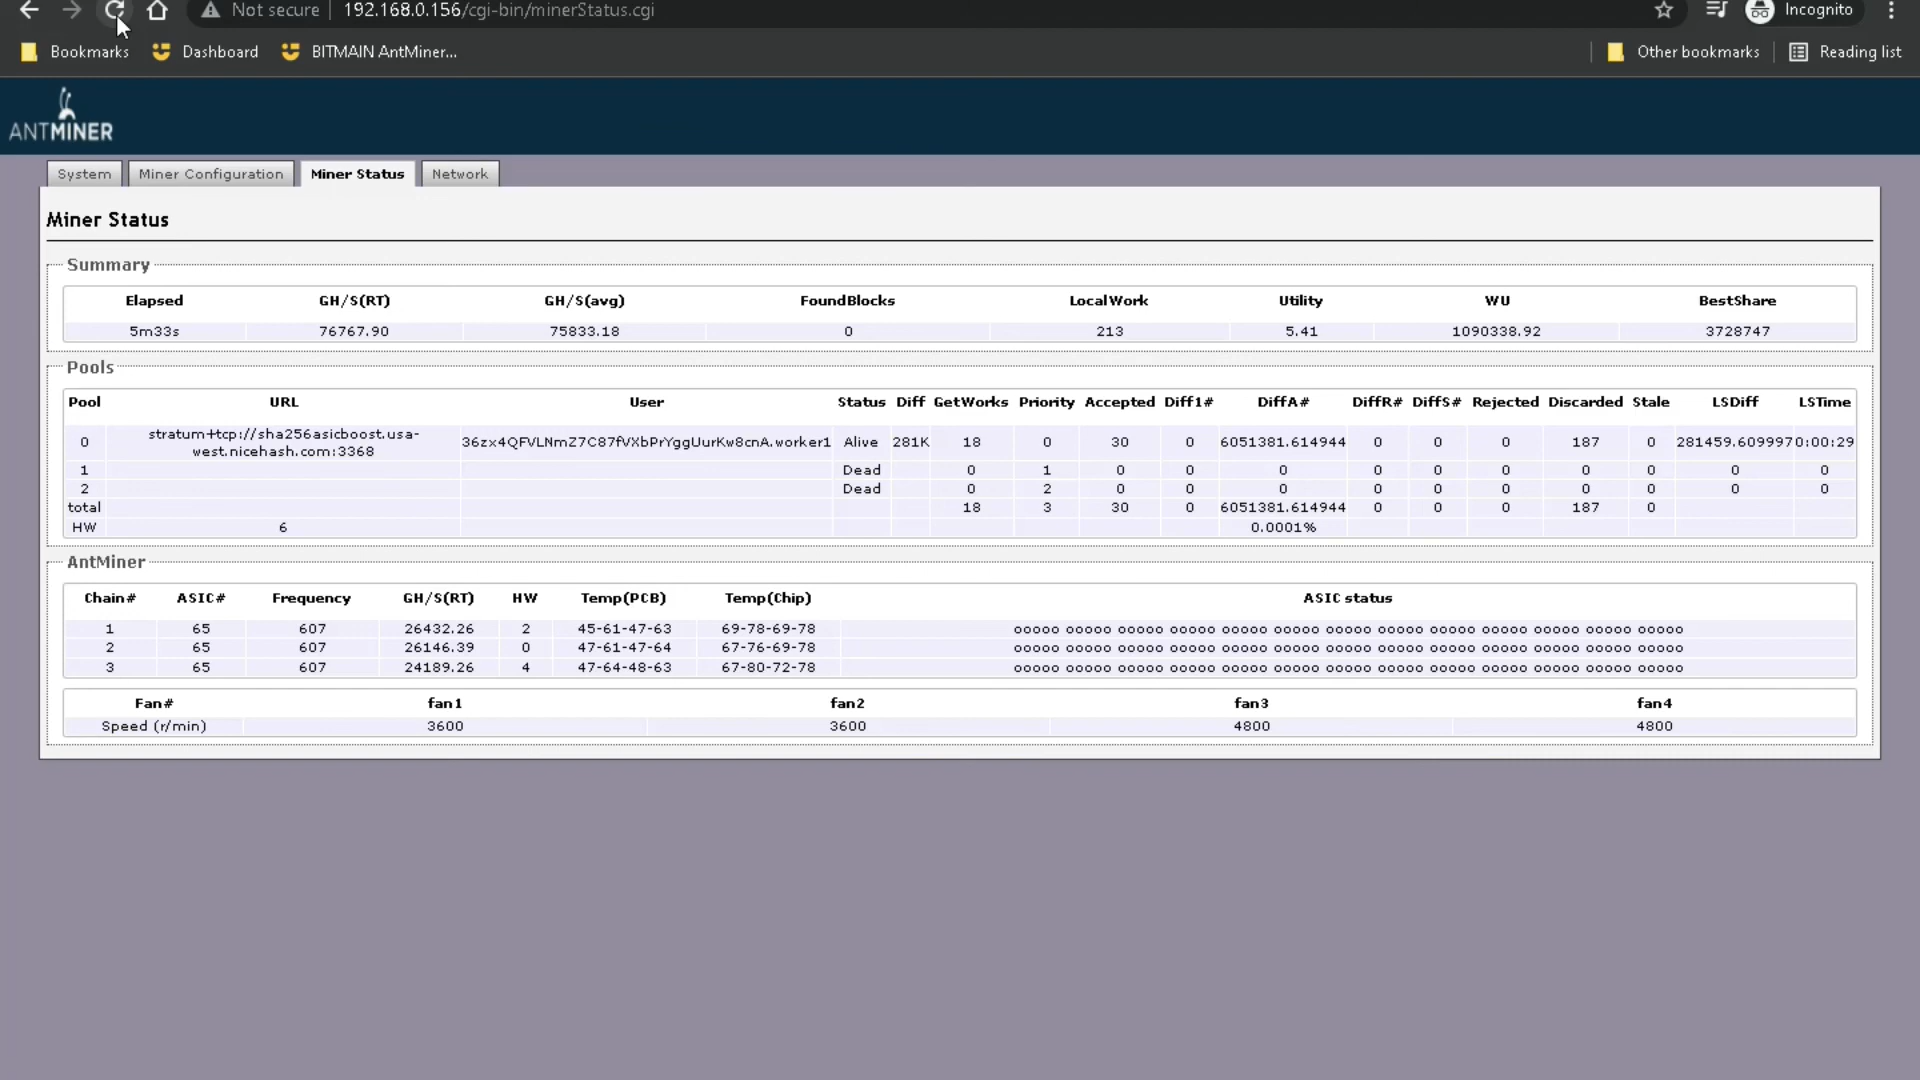 Not secure | 192.168.0.156/cgi-bin/minerStatus.cgi Incognito
Bookmarks Dashboard BITMAIN AntMiner... Other bookmarks Reading list
ANTMINER
System Miner Configuration Miner Status Network
Miner Status
Summary
Elapsed GH/S(RT) GH/S(avg) FoundBlocks LocalWork Utility WU BestShare
5m33s 76767.90 75833.18 0 213 5.41 1090338.92 3728747
Pools
Pool URL User Status Diff GetWorks Priority Accepted Diff1# DiffA# DiffR# DiffS# Rejected Discarded Stale LSDiff LSTime
0 stratum+tcp://sha256asicboost.usa-west.nicehash.com:3368 36zx4QFVLNmZ7C87fVXbPrYggUurKw8cnA.worker1 Alive 281K 18 0 30 0 6051381.614944 0 0 0 187 0 281459.609997 0:00:29
1 Dead 0 1 0 0 0 0 0 0 0 0 0 0
2 Dead 0 2 0 0 0 0 0 0 0 0 0 0
total 18 3 30 0 6051381.614944 0 0 0 187 0
HW 6 0.0001%
AntMiner
Chain# ASIC# Frequency GH/S(RT) HW Temp(PCB) Temp(Chip) ASIC status
1 65 607 26432.26 2 45-61-47-63 69-78-69-78 ooooo ooooo ooooo ooooo ooooo ooooo ooooo ooooo ooooo ooooo ooooo ooooo ooooo
2 65 607 26146.39 0 47-61-47-64 67-76-69-78 ooooo ooooo ooooo ooooo ooooo ooooo ooooo ooooo ooooo ooooo ooooo ooooo ooooo
3 65 607 24189.26 4 47-64-48-63 67-80-72-78 ooooo ooooo ooooo ooooo ooooo ooooo ooooo ooooo ooooo ooooo ooooo ooooo ooooo
Fan# fan1 fan2 fan3 fan4
Speed (r/min) 3600 3600 4800 4800